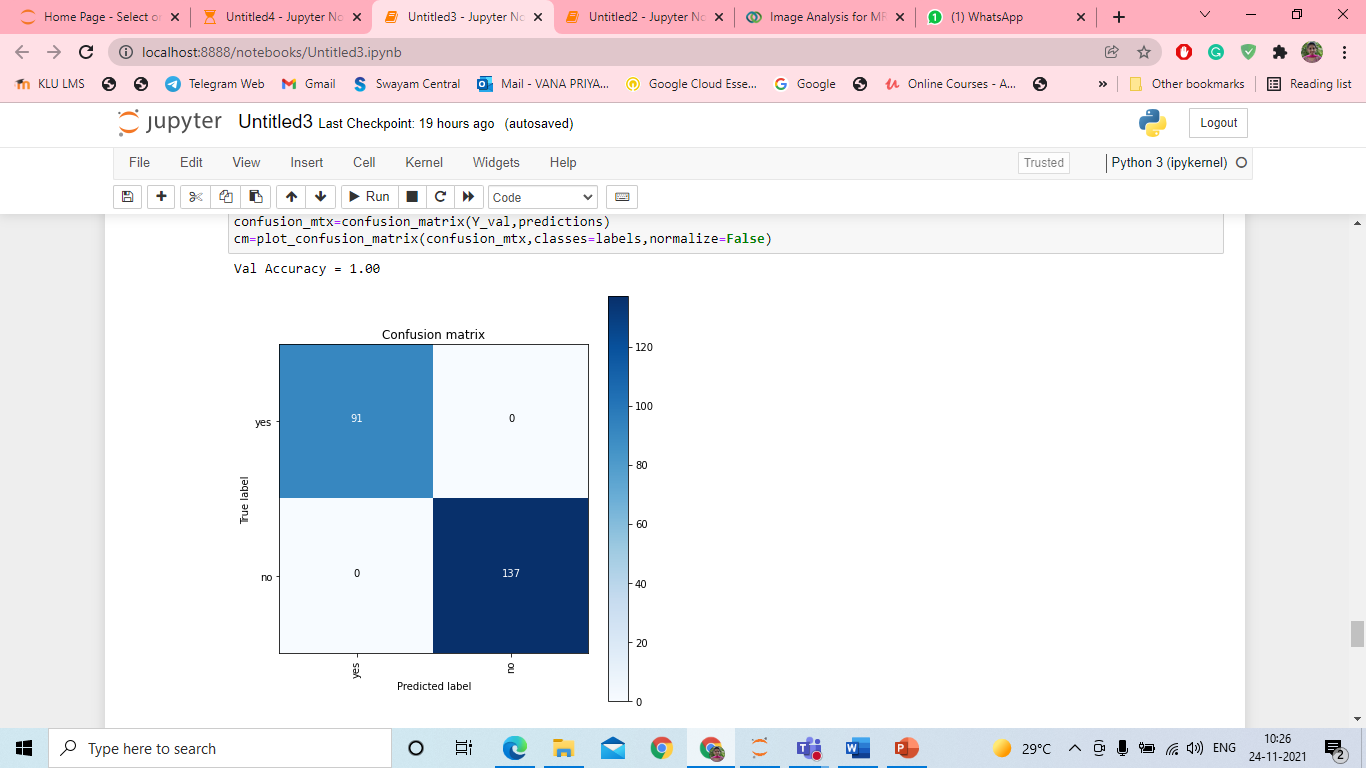 Home Page - Select or
Untitled4 - Jupyter No
Untitled3 - Jupyter No
Untitled2 - Jupyter No
Image Analysis for MR
(1) WhatsApp
localhost:8888/notebooks/Untitled3.ipynb
KLU LMS
Telegram Web
Gmail
Swayam Central
Mail - VANA PRIYA...
Google Cloud Esse...
Google
Online Courses - A...
»
Other bookmarks
Reading list
jupyter Untitled3 Last Checkpoint: 19 hours ago (autosaved)
Logout
File Edit View Insert Cell Kernel Widgets Help
Trusted
Python 3 (ipykernel)
Run
Code
confusion_mtx=confusion_matrix(Y_val,predictions)
cm=plot_confusion_matrix(confusion_mtx,classes=labels,normalize=False)
Val Accuracy = 1.00
Confusion matrix
yes
91
0
no
0
137
True label
yes
no
Predicted label
120
100
80
60
40
20
0
Type here to search
29°C
ENG
10:26
24-11-2021
2